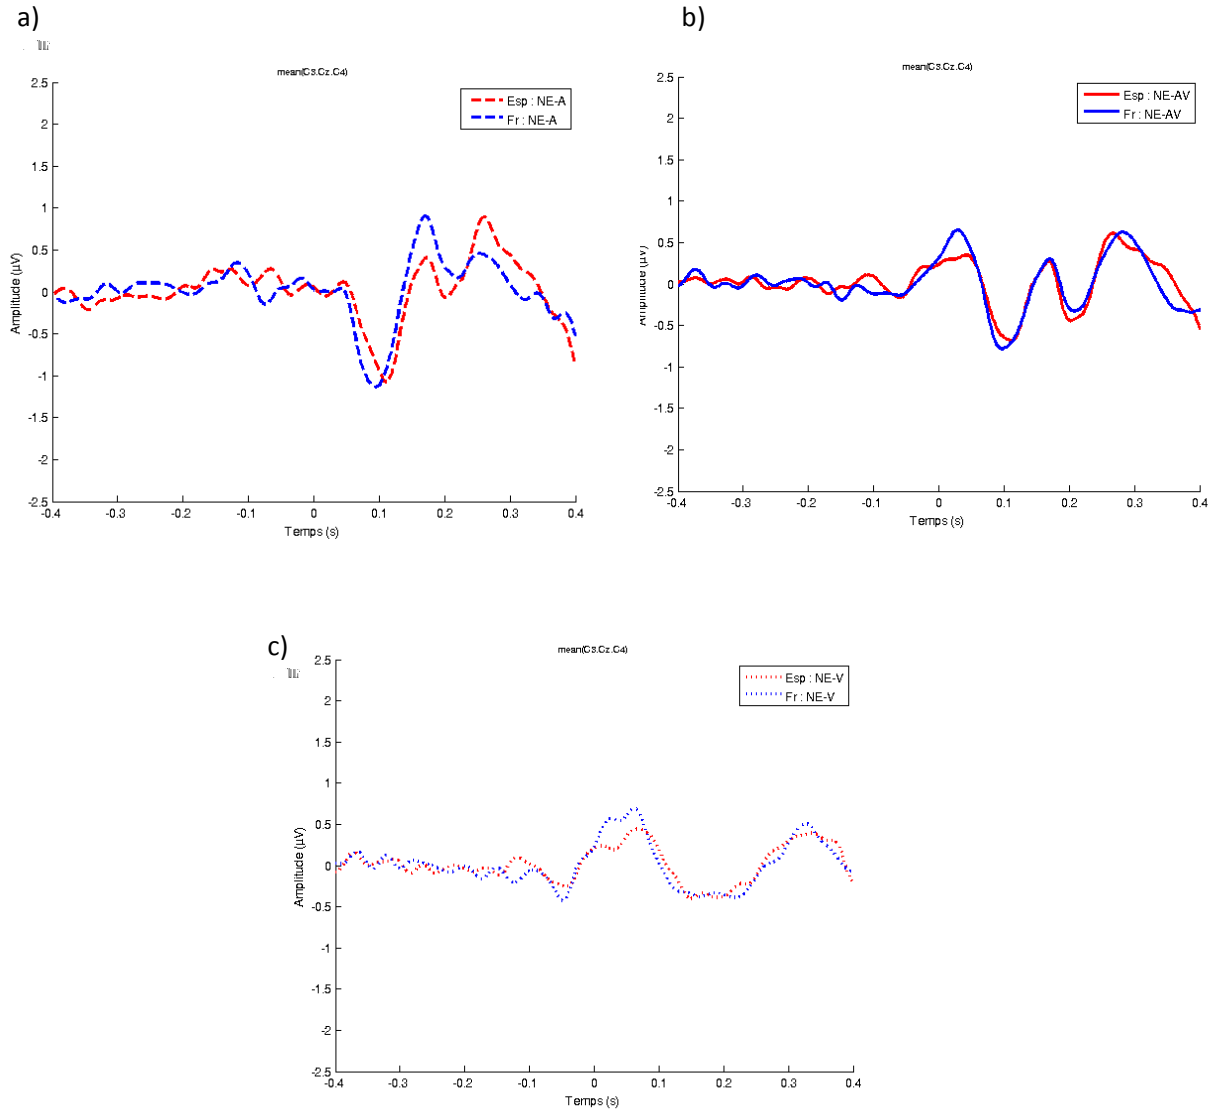 a)
mean(C3.Cz.C4)
Esp : NE-A
Fr : NE-A
2.5
2
1.5
1
0.5
0
-0.5
-1
-1.5
-2
-2.5
Amplitude (µV)
-0.4 -0.3 -0.2 -0.1 0 0.1 0.2 0.3 0.4
Temps (s)
b)
mean(C3.Cz.C4)
Esp : NE-AV
Fr : NE-AV
2.5
2
1.5
1
0.5
0
-0.5
-1
-1.5
-2
-2.5
Amplitude (µV)
-0.4 -0.3 -0.2 -0.1 0 0.1 0.2 0.3 0.4
Temps (s)
c)
mean(C3.Cz.C4)
Esp : NE-V
Fr : NE-V
2.5
2
1.5
1
0.5
0
-0.5
-1
-1.5
-2
-2.5
Amplitude (µV)
-0.4 -0.3 -0.2 -0.1 0 0.1 0.2 0.3 0.4
Temps (s)